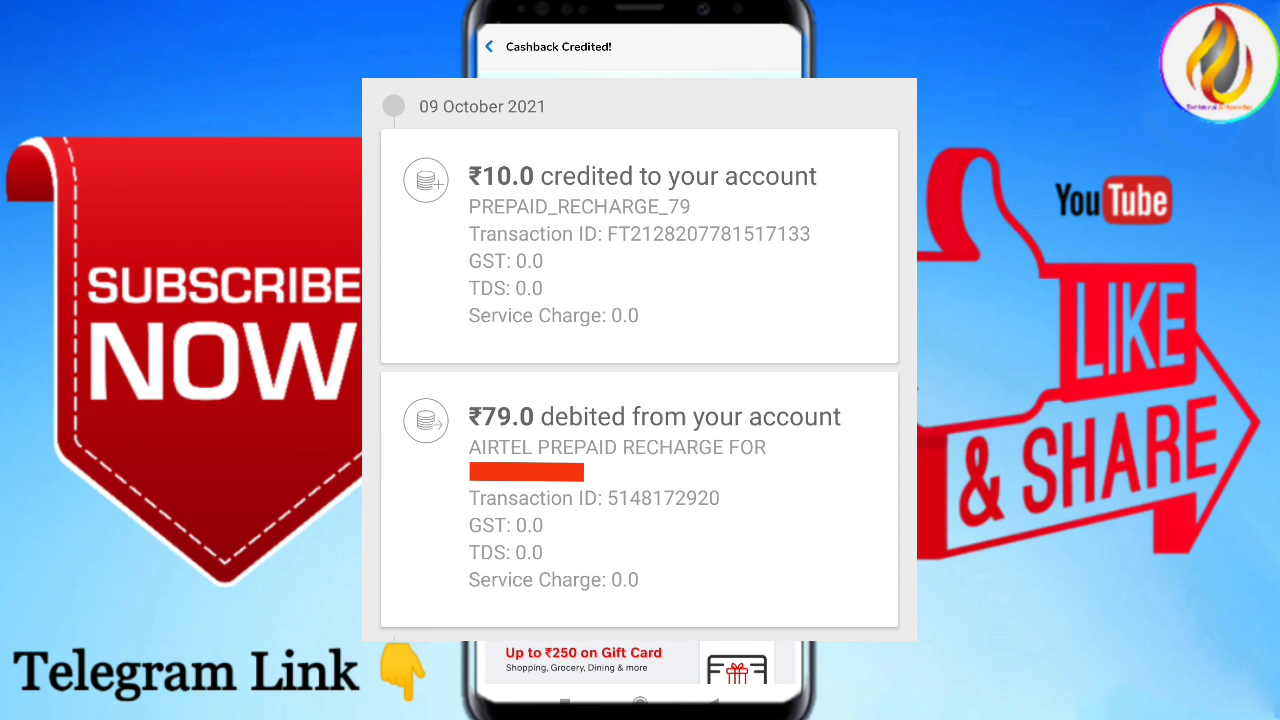 Cashback Credited!
09 October 2021
₹10.0 credited to your account
PREPAID_RECHARGE_79
Transaction ID: FT2128207781517133
GST: 0.0
TDS: 0.0
Service Charge: 0.0
₹79.0 debited from your account
AIRTEL PREPAID RECHARGE FOR
Transaction ID: 5148172920
GST: 0.0
TDS: 0.0
Service Charge: 0.0
Up to ₹250 on Gift Card
Shopping, Grocery, Dining & more
SUBSCRIBE
NOW
YouTube
LIKE
& SHARE
Telegram Link 👇